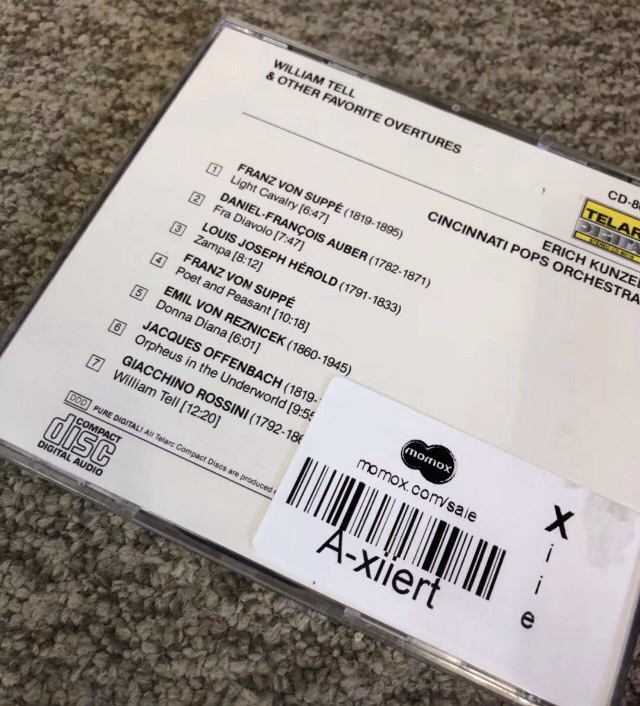 WILLIAM TELL
& OTHER FAVORITE OVERTURES
CD-80
TELARC
STEREO
ERICH KUNZEL
CINCINNATI POPS ORCHESTRA
1 FRANZ VON SUPPÉ (1819-1895)
Light Cavalry [6:47]
2 DANIEL-FRANÇOIS AUBER (1782-1871)
Fra Diavolo [7:47]
3 LOUIS JOSEPH HÉROLD (1791-1833)
Zampa [8:12]
4 FRANZ VON SUPPÉ
Poet and Peasant [10:18]
5 EMIL VON REZNICEK (1860-1945)
Donna Diana [6:01]
6 JACQUES OFFENBACH (1819-
Orpheus in the Underworld [9:5
7 GIACCHINO ROSSINI (1792-186
William Tell [12:20]
DDD PURE DIGITAL! All Telarc Compact Discs are produced
COMPACT
disc
DIGITAL AUDIO
momox
momox.com/sale
A-xiiert
X
i
i
e